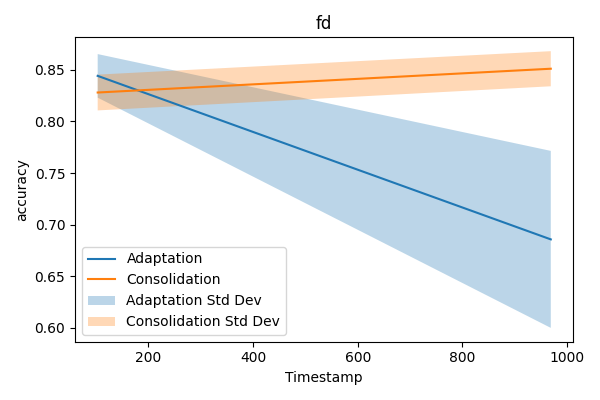 fd
accuracy
0.85
0.80
0.75
0.70
0.65
0.60
Adaptation
Consolidation
Adaptation Std Dev
Consolidation Std Dev
200 400 600 800 1000
Timestamp